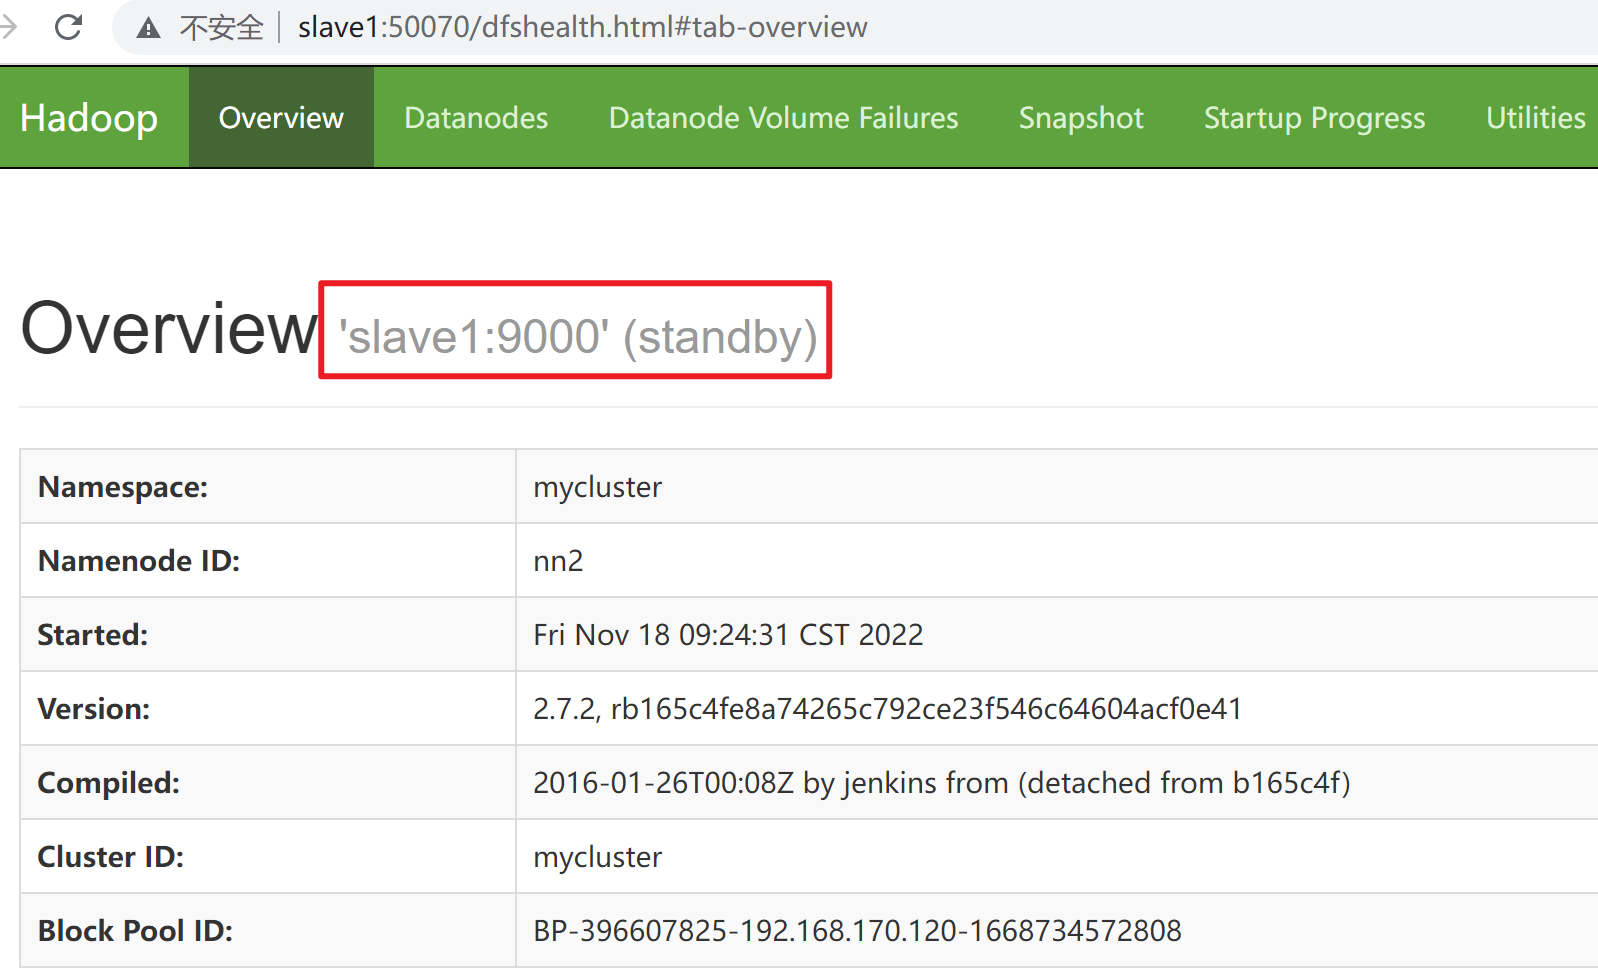 不安全 slave1:50070/dfshealth.html#tab-overview
Hadoop Overview Datanodes Datanode Volume Failures Snapshot Startup Progress Utilities
Overview 'slave1:9000' (standby)
Namespace: mycluster
Namenode ID: nn2
Started: Fri Nov 18 09:24:31 CST 2022
Version: 2.7.2, rb165c4fe8a74265c792ce23f546c64604acf0e41
Compiled: 2016-01-26T00:08Z by jenkins from (detached from b165c4f)
Cluster ID: mycluster
Block Pool ID: BP-396607825-192.168.170.120-1668734572808